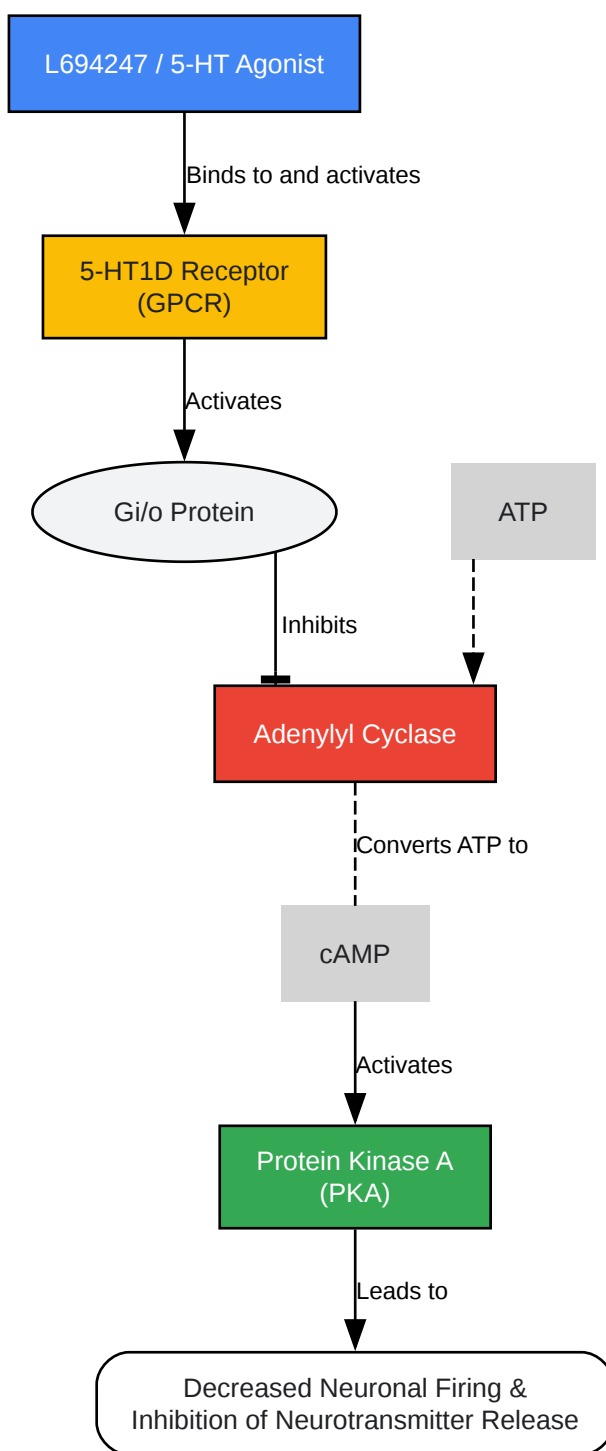 L694247 / 5-HT Agonist
Binds to and activates
5-HT1D Receptor
(GPCR)
Activates
Gi/o Protein
ATP
Inhibits
Adenylyl Cyclase
Converts ATP to
cAMP
Activates
Protein Kinase A
(PKA)
Leads to
Decreased Neuronal Firing &
Inhibition of Neurotransmitter Release